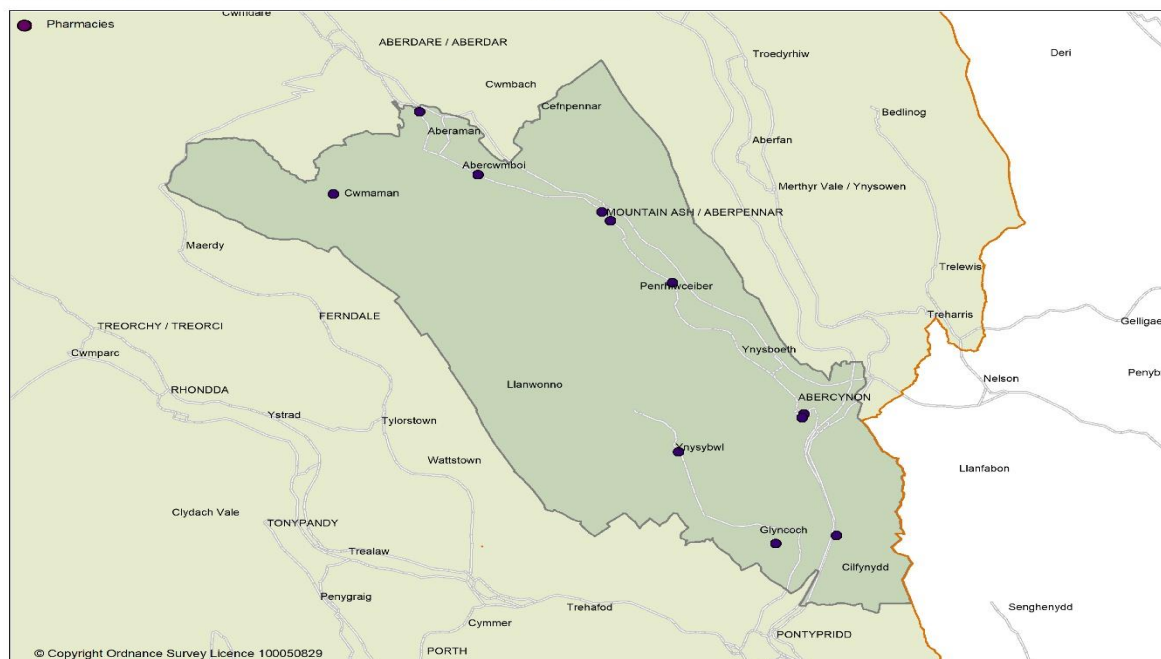 Pharmacies
Cwmdare
ABERDARE / ABERDAR
Troedyrhiw
Deri
Cwmbach
Cefnpennar
Bedlinog
Aberaman
Aberfan
Abercwmboi
Cwmaman
Merthyr Vale / Ynysowen
MOUNTAIN ASH / ABERPENNAR
Maerdy
Trelewis
Penrhiwceiber
FERNDALE
Treharris
Gelligae
TREORCHY / TREORCI
Cwmparc
Ynysboeth
Nelson
Penyb
Llanwonno
RHONDDA
ABERCYNON
Ystrad
Tylorstown
Ynysybwl
Wattstown
Llanfabon
Clydach Vale
TONYPANDY
Glyncoch
Trealaw
Cilfynydd
Penygraig
Trehafod
Senghenydd
Cymmer
PONTYPRIDD
PORTH
© Copyright Ordnance Survey Licence 100050829